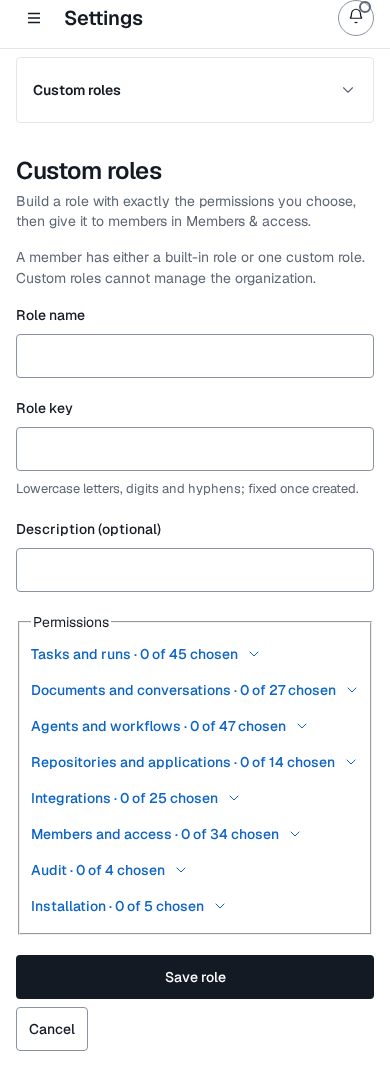 Settings
Custom roles
Custom roles
Build a role with exactly the permissions you choose,
then give it to members in Members & access.
A member has either a built-in role or one custom role.
Custom roles cannot manage the organization.
Role name
Role key
Lowercase letters, digits and hyphens; fixed once created.
Description (optional)
Permissions
Tasks and runs · 0 of 45 chosen
Documents and conversations · 0 of 27 chosen
Agents and workflows · 0 of 47 chosen
Repositories and applications · 0 of 14 chosen
Integrations · 0 of 25 chosen
Members and access · 0 of 34 chosen
Audit · 0 of 4 chosen
Installation · 0 of 5 chosen
Save role
Cancel